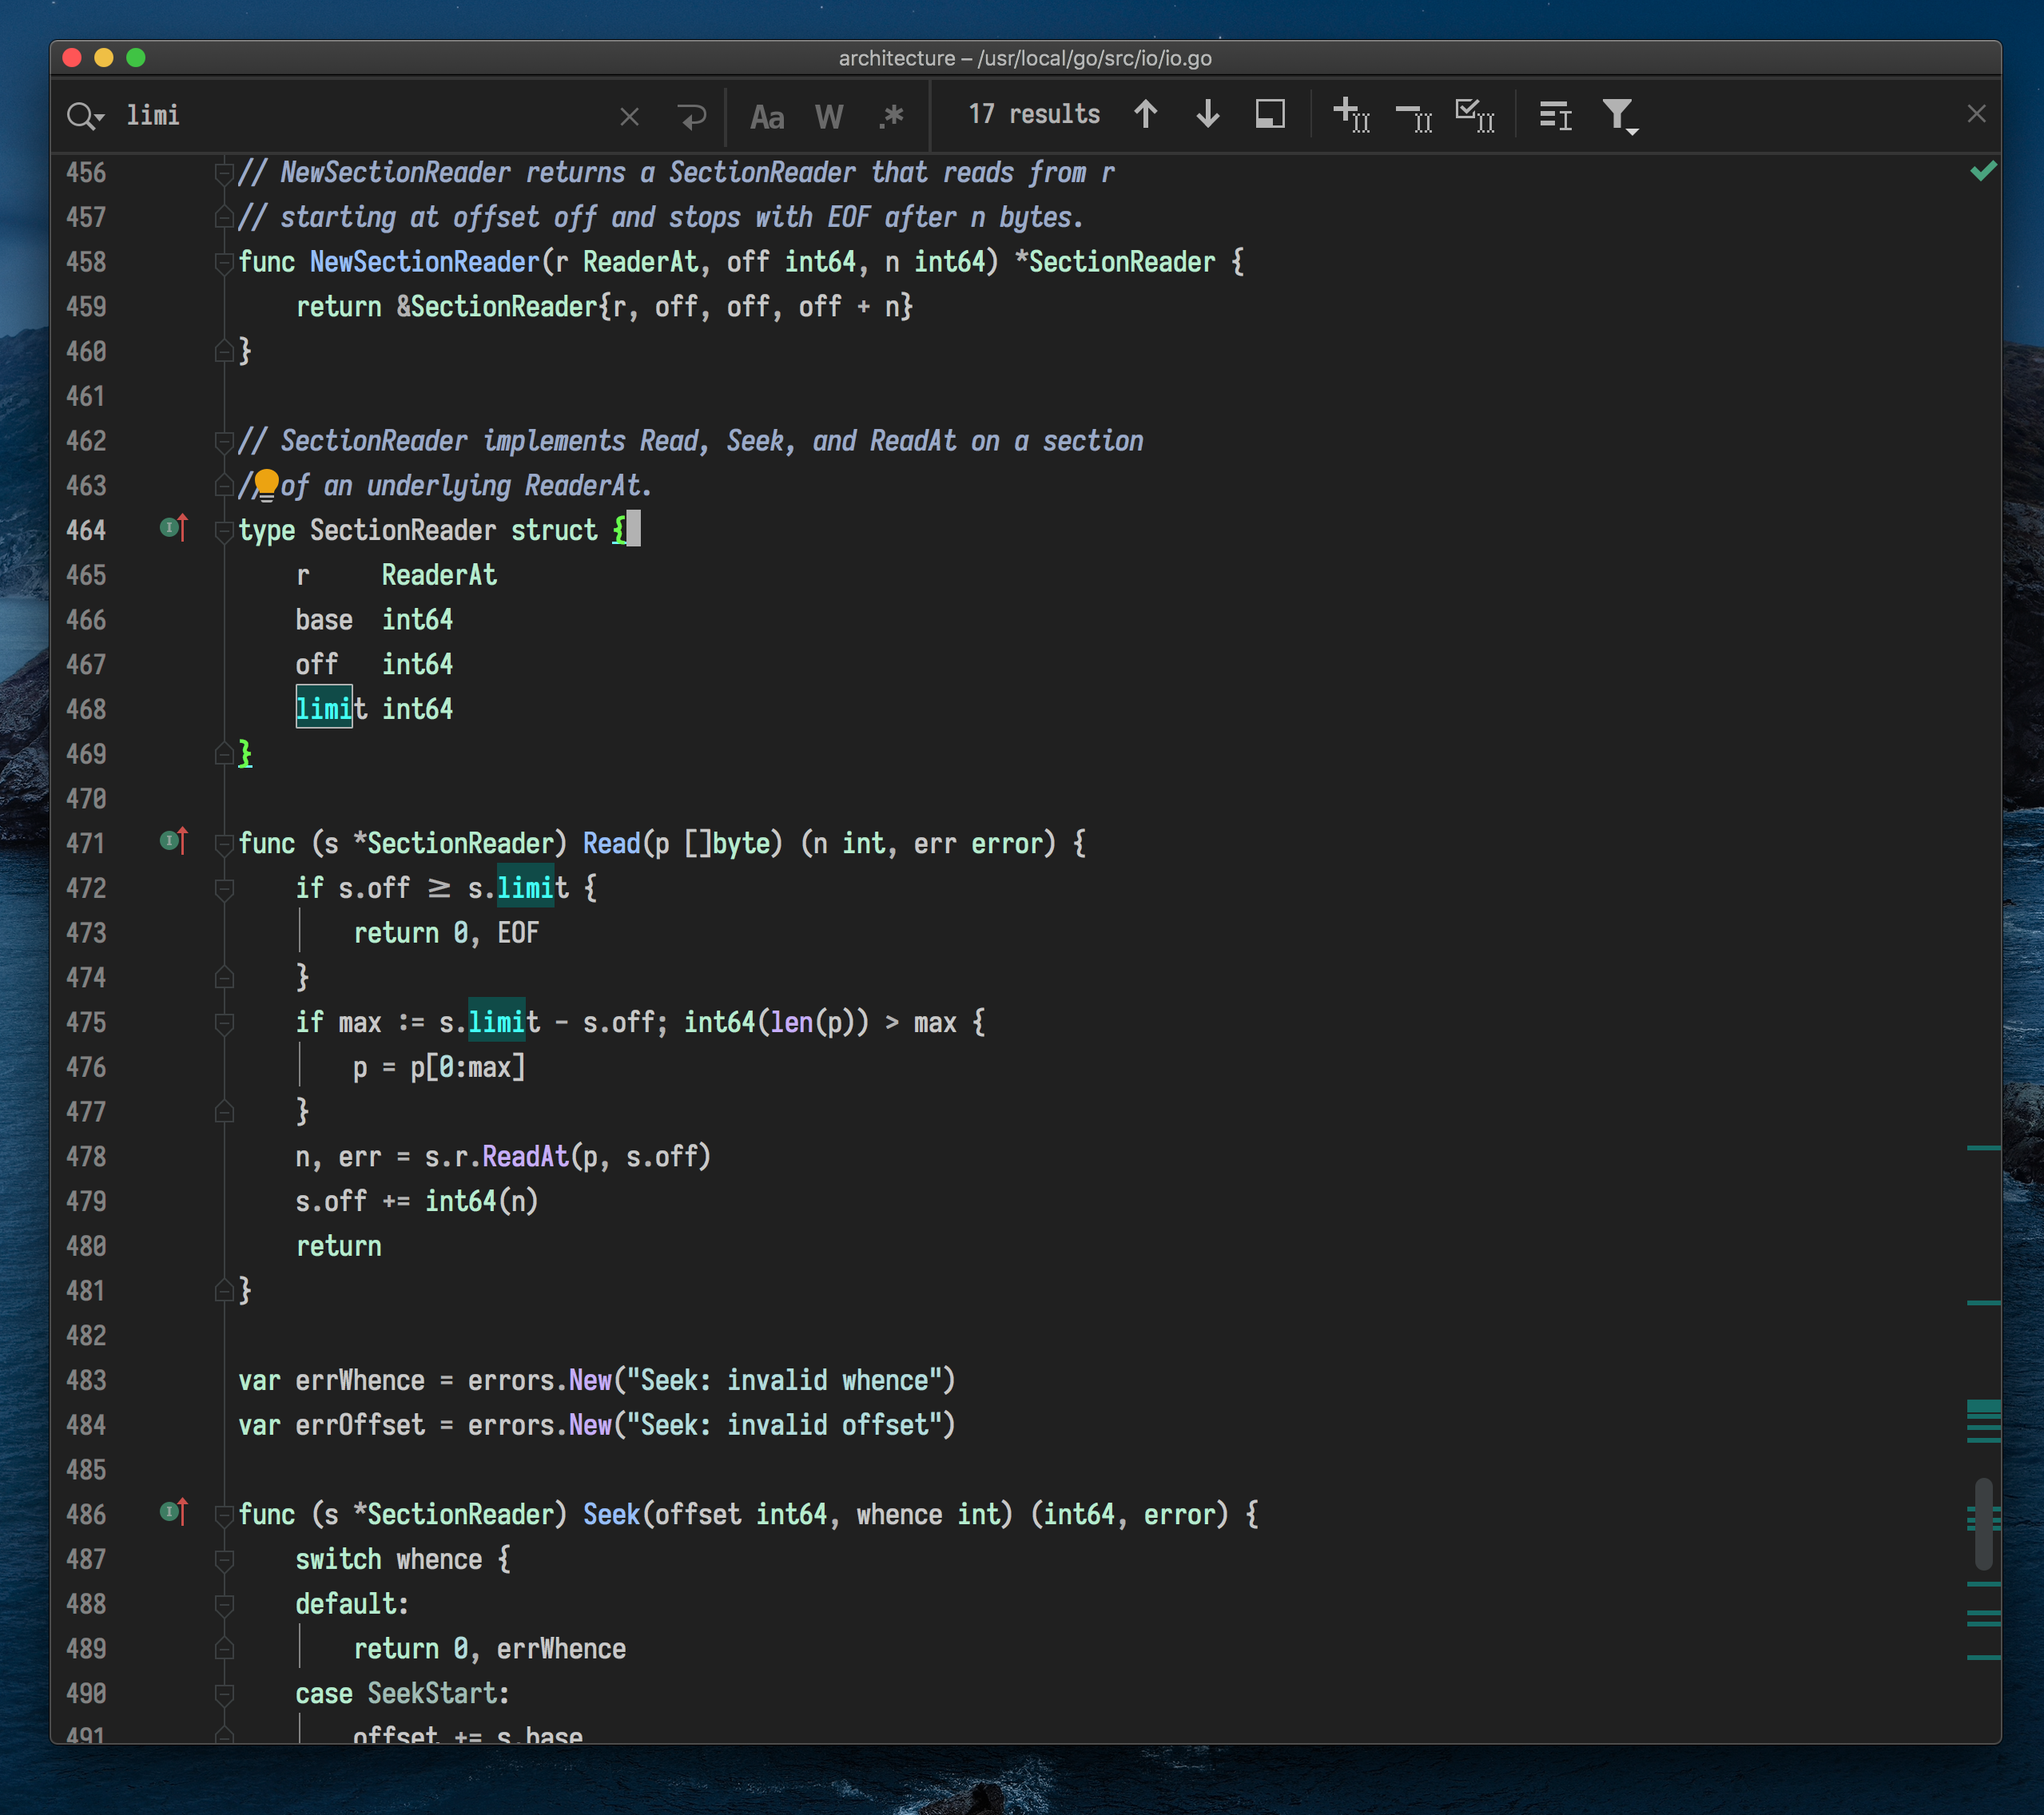 architecture – /usr/local/go/src/io/io.go
limi Aa W .* 17 results
456 // NewSectionReader returns a SectionReader that reads from r
457 // starting at offset off and stops with EOF after n bytes.
458 func NewSectionReader(r ReaderAt, off int64, n int64) *SectionReader {
459     return &SectionReader{r, off, off, off + n}
460 }
461
462 // SectionReader implements Read, Seek, and ReadAt on a section
463 // of an underlying ReaderAt.
464 type SectionReader struct {
465     r     ReaderAt
466     base  int64
467     off   int64
468     limit int64
469 }
470
471 func (s *SectionReader) Read(p []byte) (n int, err error) {
472     if s.off ≥ s.limit {
473         return 0, EOF
474     }
475     if max := s.limit - s.off; int64(len(p)) > max {
476         p = p[0:max]
477     }
478     n, err = s.r.ReadAt(p, s.off)
479     s.off += int64(n)
480     return
481 }
482
483 var errWhence = errors.New("Seek: invalid whence")
484 var errOffset = errors.New("Seek: invalid offset")
485
486 func (s *SectionReader) Seek(offset int64, whence int) (int64, error) {
487     switch whence {
488     default:
489         return 0, errWhence
490     case SeekStart:
491         offset += s.base